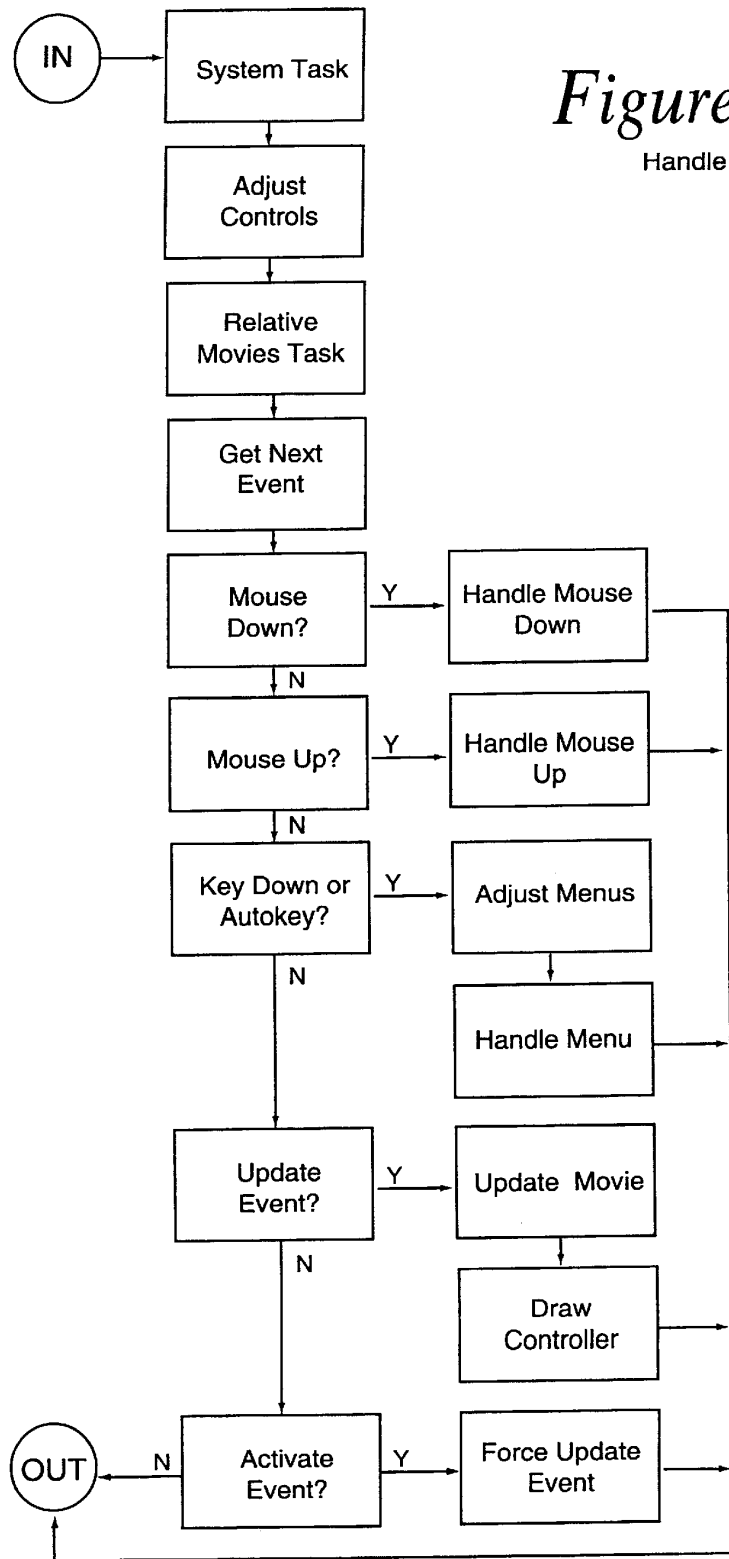 IN
System Task
Figure
Handle
Adjust
Controls
Relative
Movies Task
Get Next
Event
Mouse
Down?
Y
Handle Mouse
Down
N
Mouse Up?
Y
Handle Mouse
Up
N
Key Down or
Autokey?
Y
Adjust Menus
N
Handle Menu
Update
Event?
Y
Update Movie
N
Draw
Controller
OUT
N
Activate
Event?
Y
Force Update
Event